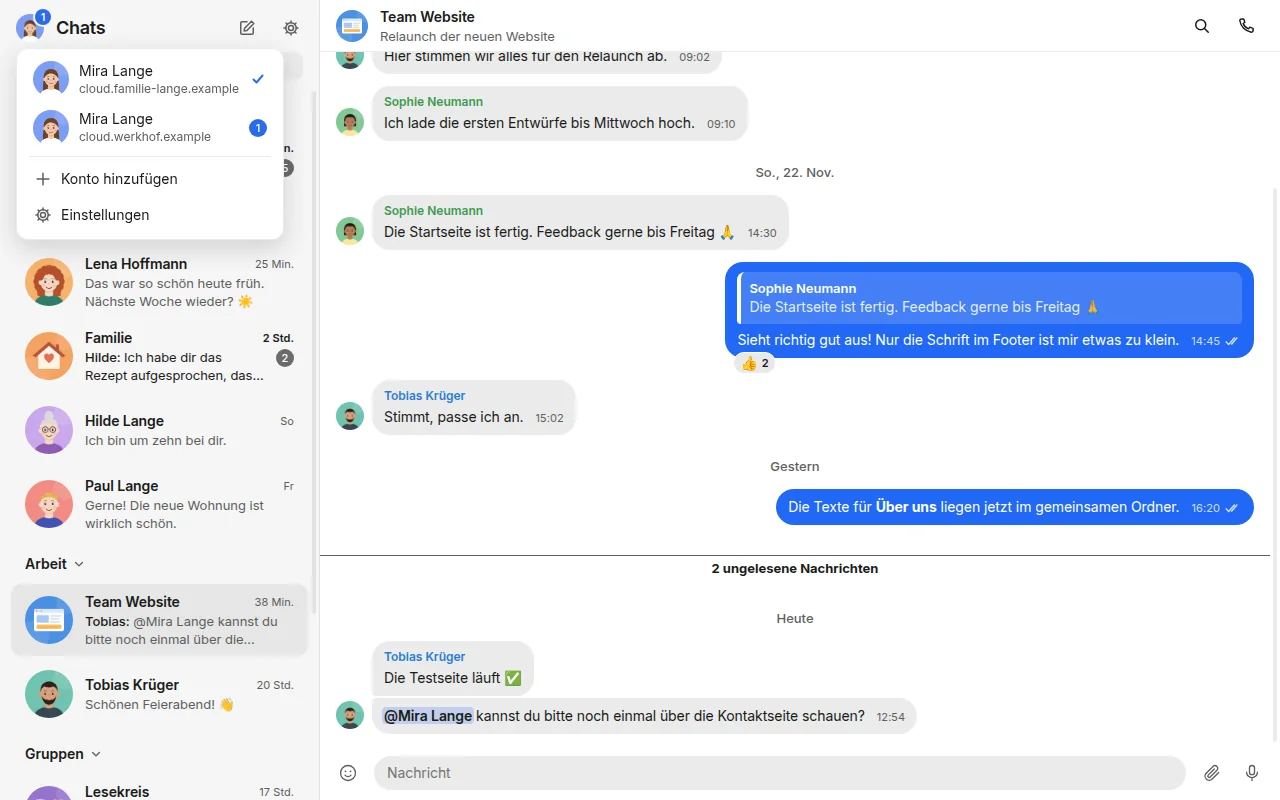 1
Chats
Mira Lange
cloud.familie-lange.example
Mira Lange
cloud.werkhof.example
1
Konto hinzufügen
Einstellungen
n.
Lena Hoffmann
25 Min.
Das war so schön heute früh.
Nächste Woche wieder? ☀️
Familie
2 Std.
Hilde: Ich habe dir das
2
Rezept aufgesprochen, das…
Hilde Lange
So
Ich bin um zehn bei dir.
Paul Lange
Fr
Gerne! Die neue Wohnung ist
wirklich schön.
Arbeit
Team Website
38 Min.
Tobias: @Mira Lange kannst du
bitte noch einmal über die…
Tobias Krüger
20 Std.
Schönen Feierabend! 👋
Gruppen
Lesekreis
17 Std.
Team Website
Relaunch der neuen Website
Hier stimmen wir alles für den Relaunch ab. 09:02
Sophie Neumann
Ich lade die ersten Entwürfe bis Mittwoch hoch. 09:10
So., 22. Nov.
Sophie Neumann
Die Startseite ist fertig. Feedback gerne bis Freitag 🙏 14:30
Sophie Neumann
Die Startseite ist fertig. Feedback gerne bis Freitag 🙏
Sieht richtig gut aus! Nur die Schrift im Footer ist mir etwas zu klein. 14:45
👍 2
Tobias Krüger
Stimmt, passe ich an. 15:02
Gestern
Die Texte für Über uns liegen jetzt im gemeinsamen Ordner. 16:20
2 ungelesene Nachrichten
Heute
Tobias Krüger
Die Testseite läuft ✅
@Mira Lange kannst du bitte noch einmal über die Kontaktseite schauen? 12:54
Nachricht